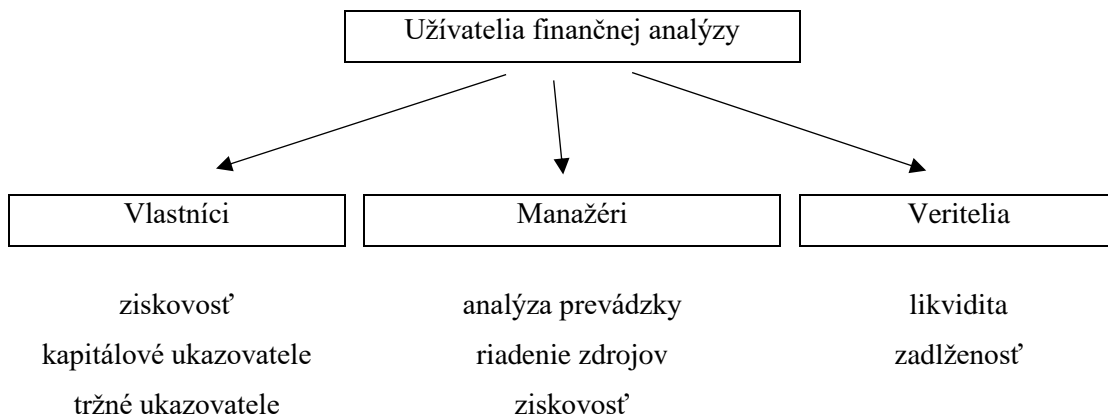 Užívatelia finančnej analýzy
Vlastníci
Manažéri
Veritelia
ziskovosť
analýza prevádzky
likvidita
kapitálové ukazovatele
riadenie zdrojov
zadlženosť
tržné ukazovatele
ziskovosť